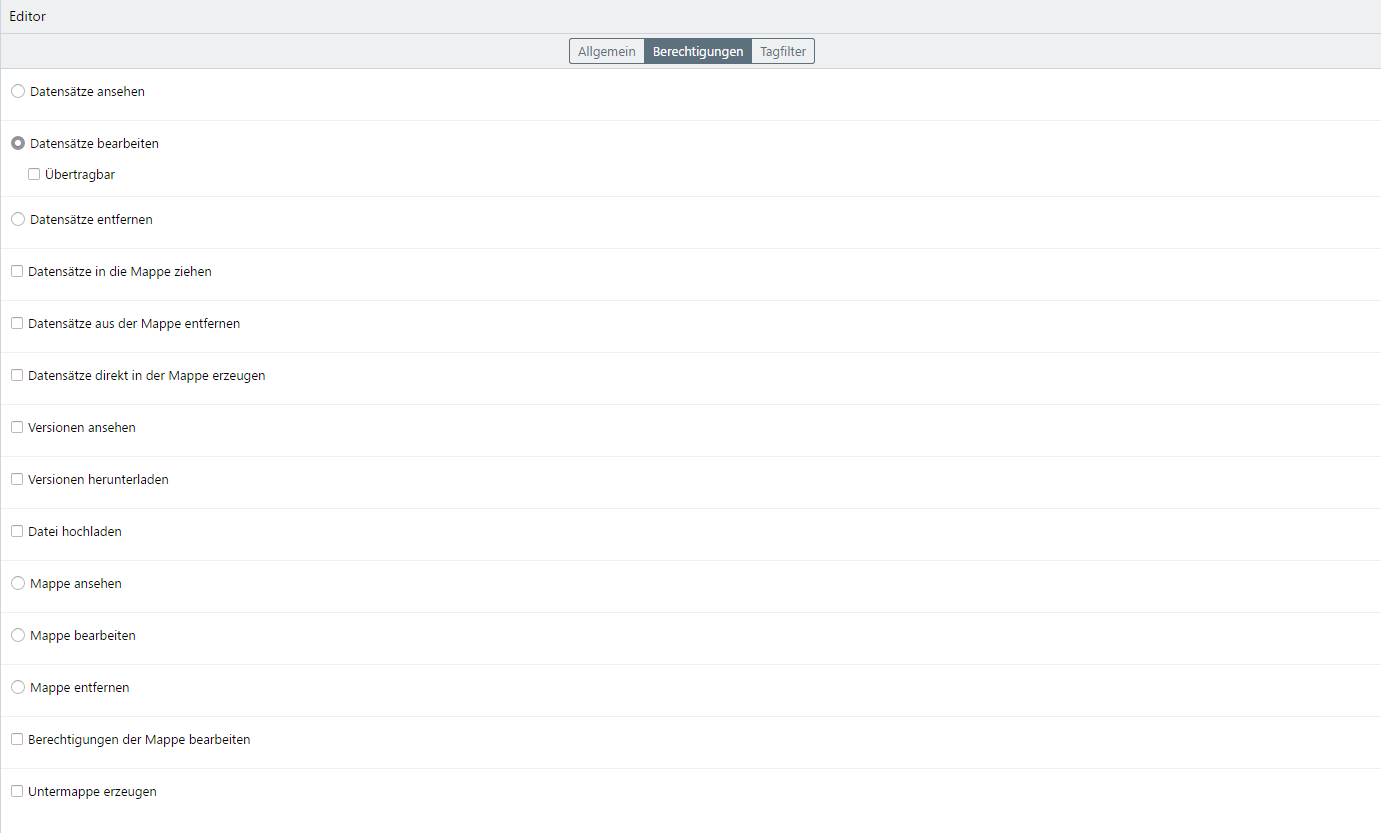 Editor
Allgemein Berechtigungen Tagfilter
Datensätze ansehen
Datensätze bearbeiten
Übertragbar
Datensätze entfernen
Datensätze in die Mappe ziehen
Datensätze aus der Mappe entfernen
Datensätze direkt in der Mappe erzeugen
Versionen ansehen
Versionen herunterladen
Datei hochladen
Mappe ansehen
Mappe bearbeiten
Mappe entfernen
Berechtigungen der Mappe bearbeiten
Untermappe erzeugen